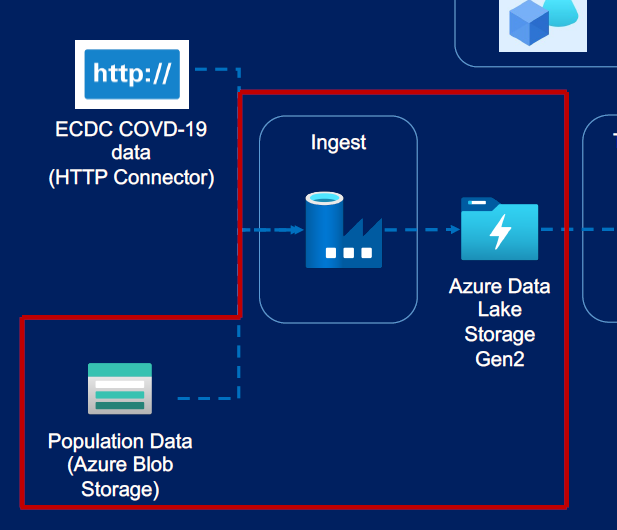 http://
ECDC COVD-19
data
(HTTP Connector)
Ingest
Azure Data
Lake
Storage
Gen2
Population Data
(Azure Blob
Storage)